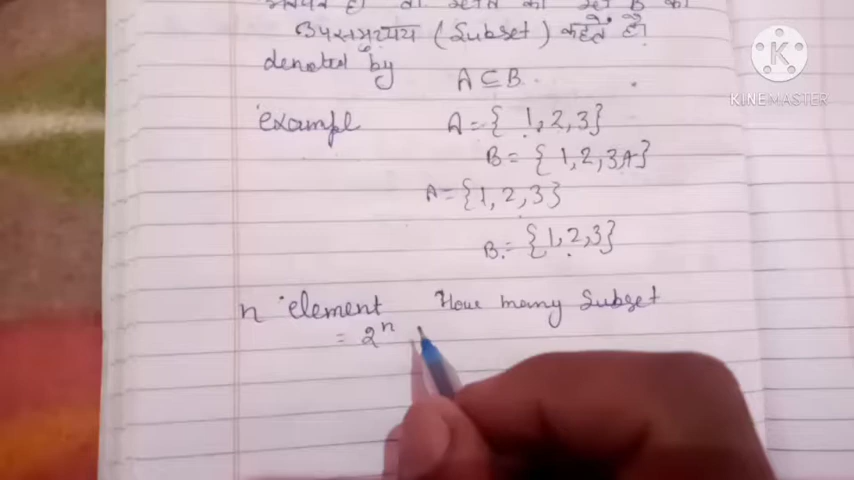 उपसमुच्चय (Subset) कहते है।
denoted by A ⊆ B
example A = { 1, 2, 3}
B = { 1, 2, 3,4}
A = {1, 2, 3}
B = {1, 2, 3}
n element How many Subset
= 2ⁿ
KINEMASTER